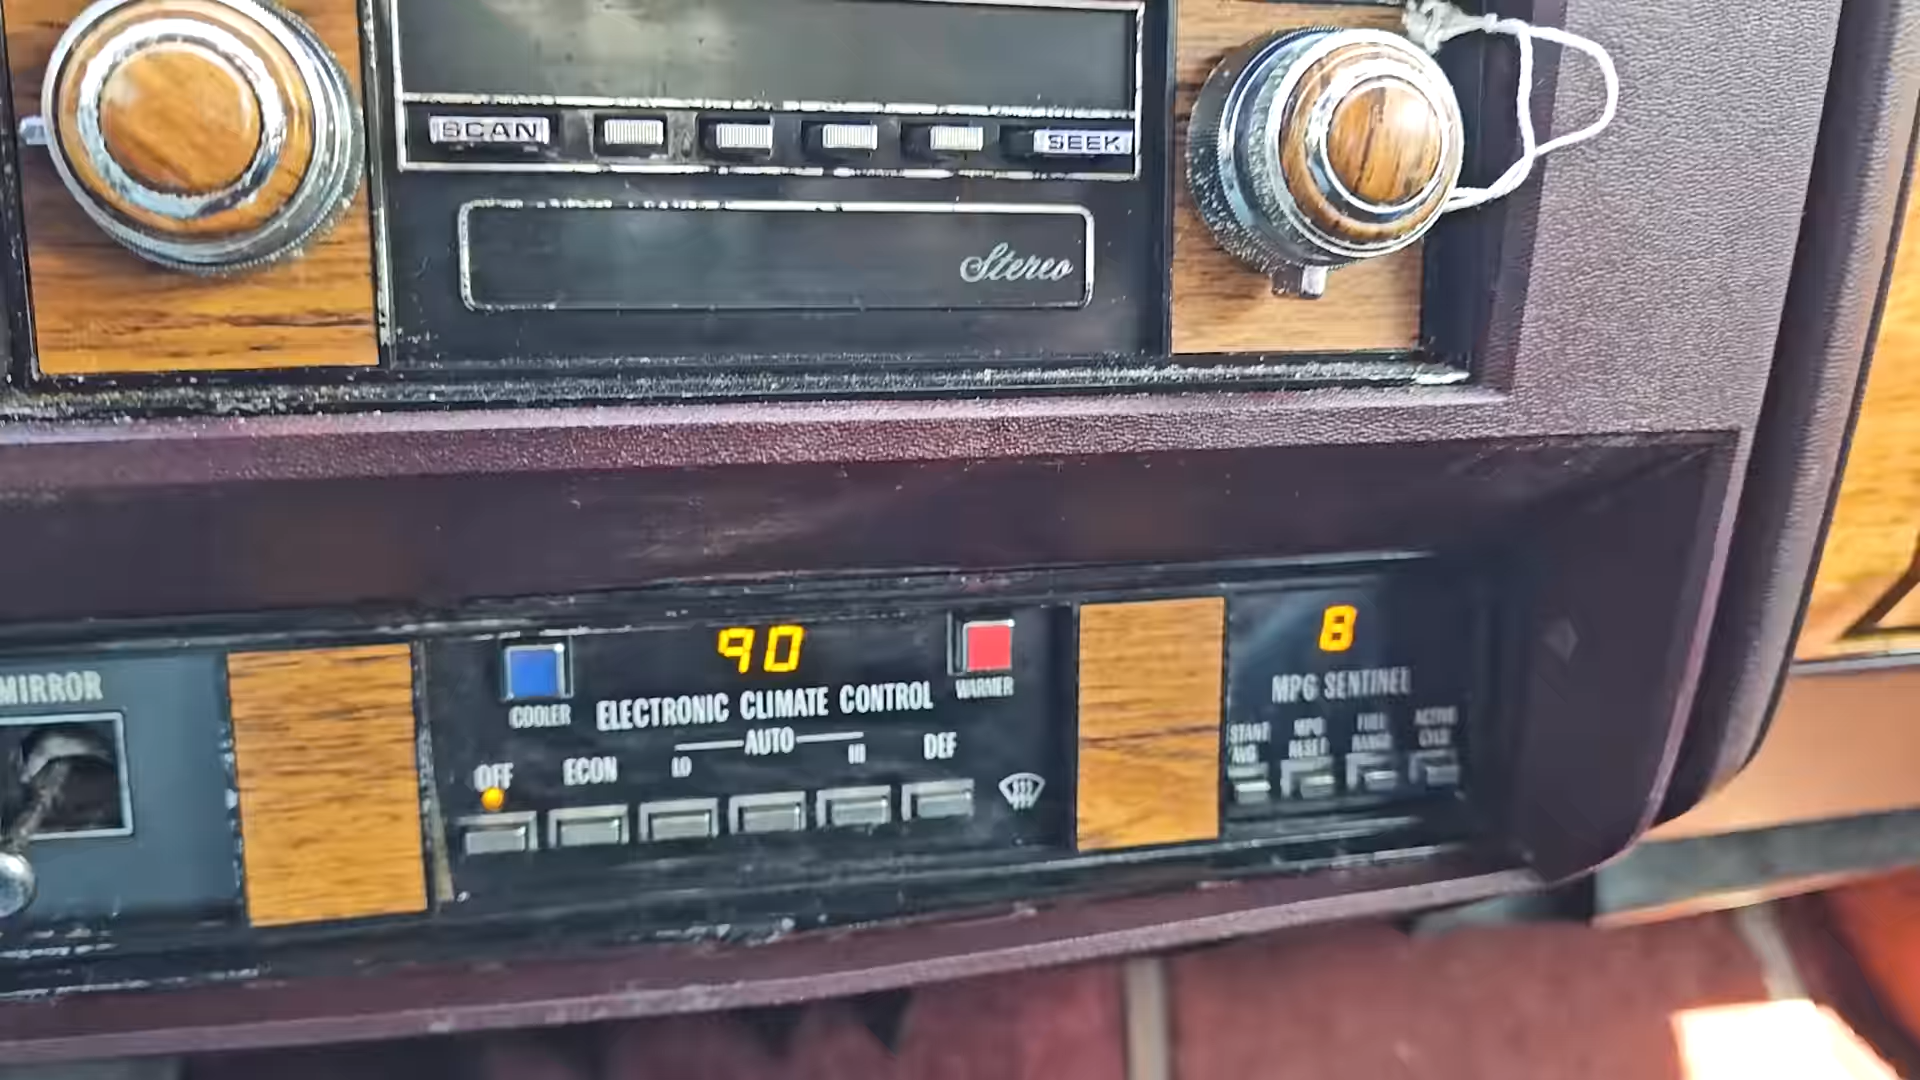 SCAN
SEEK
Stereo
MIRROR
90
8
COOLER
WARMER
ELECTRONIC CLIMATE CONTROL
MPG SENTINEL
AUTO
OFF
ECON
LO
HI
DEF
START
AVG
MPG
RESET
FUEL
RANGE
ACTIVE
CYLS